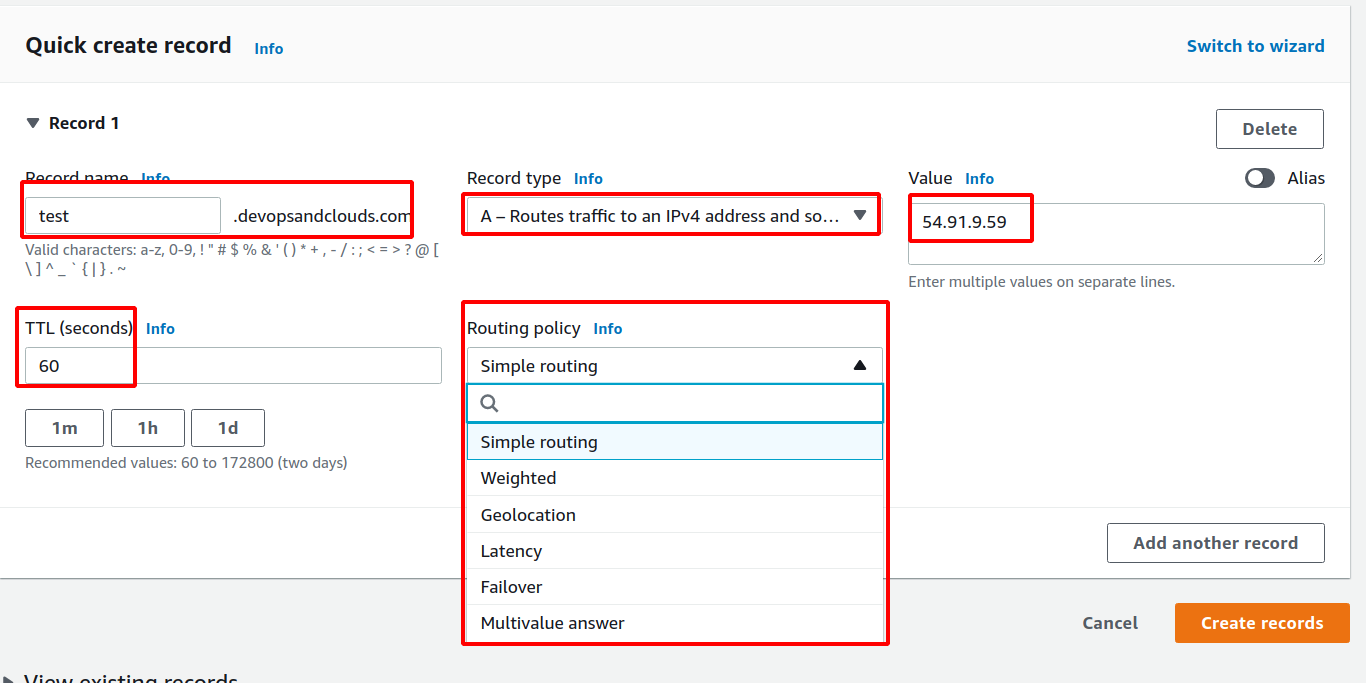 Quick create record Info Switch to wizard
Record 1
Delete
Record name Info
test .devopsandclouds.com
Valid characters: a-z, 0-9, ! " # $ % & ' ( ) * + , - / : ; < = > ? @ [
\ ] ^ _ ` { | } . ~
Record type Info
A – Routes traffic to an IPv4 address and so...
Value Info Alias
54.91.9.59
Enter multiple values on separate lines.
TTL (seconds) Info
60
1m 1h 1d
Recommended values: 60 to 172800 (two days)
Routing policy Info
Simple routing
Simple routing
Weighted
Geolocation
Latency
Failover
Multivalue answer
Add another record
Cancel Create records
View existing records